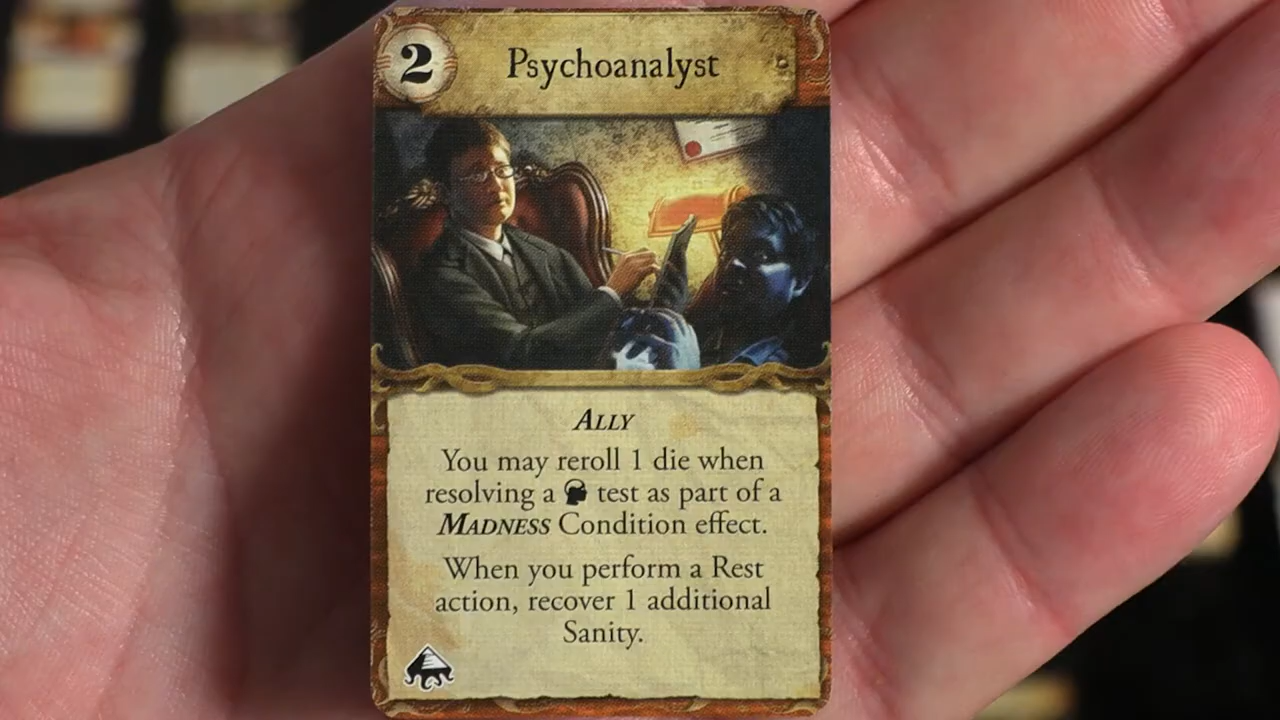 2
Psychoanalyst
ALLY
You may reroll 1 die when
resolving a test as part of a
MADNESS Condition effect.
When you perform a Rest
action, recover 1 additional
Sanity.